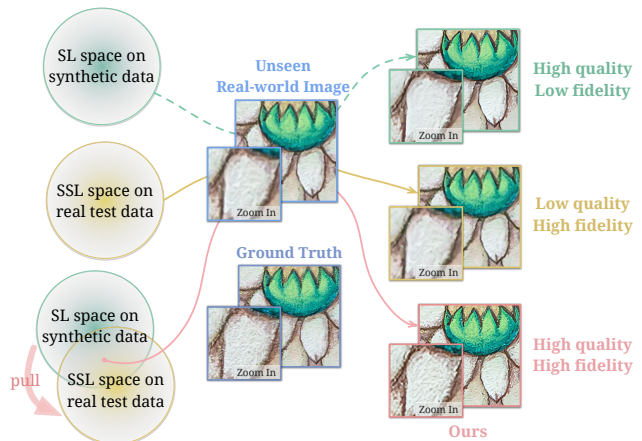 SL space on
synthetic data
Unseen
Real-world Image
Zoom In
Zoom In
High quality
Low fidelity
SSL space on
real test data
Zoom In
Low quality
High fidelity
Ground Truth
Zoom In
SL space on
synthetic data
pull
SSL space on
real test data
Zoom In
High quality
High fidelity
Ours